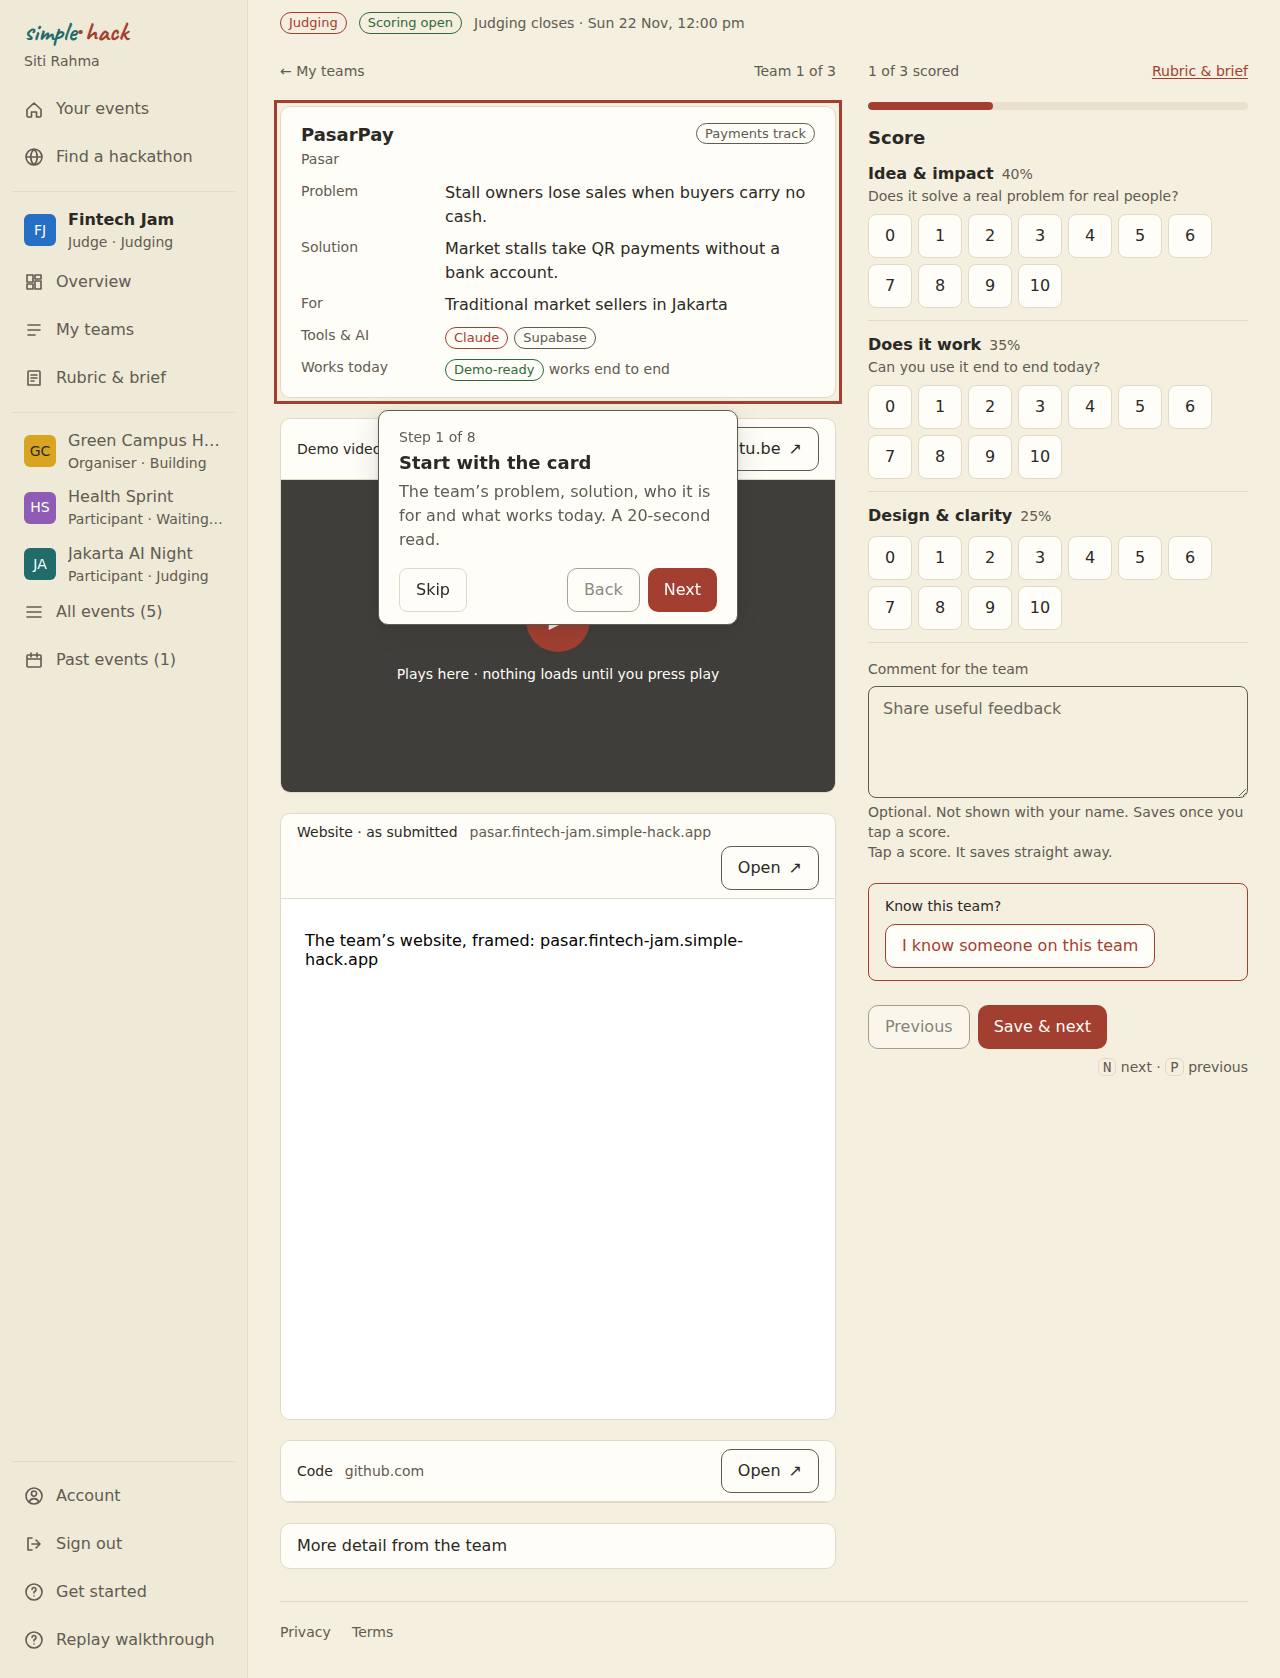 simple·hack
Siti Rahma
Your events
Find a hackathon
FJ
Fintech Jam
Judge · Judging
Overview
My teams
Rubric & brief
GC
Green Campus H…
Organiser · Building
HS
Health Sprint
Participant · Waiting…
JA
Jakarta AI Night
Participant · Judging
All events (5)
Past events (1)
Account
Sign out
Get started
Replay walkthrough
Judging
Scoring open
Judging closes · Sun 22 Nov, 12:00 pm
← My teams
Team 1 of 3
PasarPay
Payments track
Pasar
Problem
Stall owners lose sales when buyers carry no
cash.
Solution
Market stalls take QR payments without a
bank account.
For
Traditional market sellers in Jakarta
Tools & AI
Claude
Supabase
Works today
Demo-ready works end to end
Demo video
tu.be ↗
Step 1 of 8
Start with the card
The team’s problem, solution, who it is
for and what works today. A 20-second
read.
Skip
Back
Next
Plays here · nothing loads until you press play
Website · as submitted
pasar.fintech-jam.simple-hack.app
Open ↗
The team’s website, framed: pasar.fintech-jam.simple-
hack.app
Code
github.com
Open ↗
More detail from the team
Privacy
Terms
1 of 3 scored
Rubric & brief
Score
Idea & impact 40%
Does it solve a real problem for real people?
0 1 2 3 4 5 6
7 8 9 10
Does it work 35%
Can you use it end to end today?
0 1 2 3 4 5 6
7 8 9 10
Design & clarity 25%
0 1 2 3 4 5 6
7 8 9 10
Comment for the team
Share useful feedback
Optional. Not shown with your name. Saves once you
tap a score.
Tap a score. It saves straight away.
Know this team?
I know someone on this team
Previous
Save & next
N next · P previous